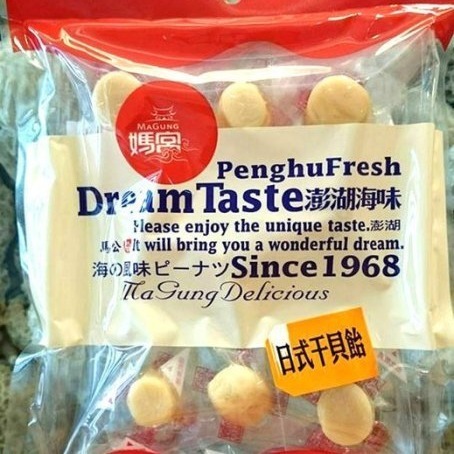 MAGUNG
媽宮
PenghuFresh
DreamTaste澎湖海味
Please enjoy the unique taste.澎湖
馬公 It will bring you a wonderful dream.
海の風味ピーナツSince1968
MaGung Delicious
日式干貝飴